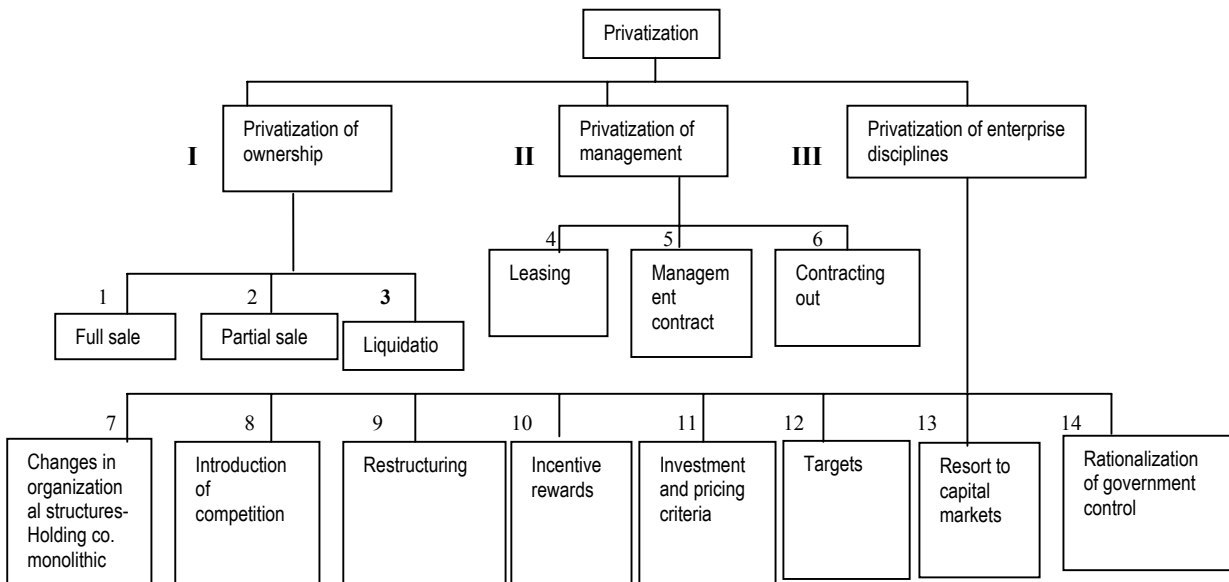 Privatization
I
Privatization of
ownership
II
Privatization of
management
III
Privatization of enterprise
disciplines
1
Full sale
2
Partial sale
3
Liquidatio
4
Leasing
5
Managem
ent
contract
6
Contracting
out
7
Changes in
organization
al structures-
Holding co.
monolithic
8
Introduction
of
competition
9
Restructuring
10
Incentive
rewards
11
Investment
and pricing
criteria
12
Targets
13
Resort to
capital
markets
14
Rationalization
of government
control